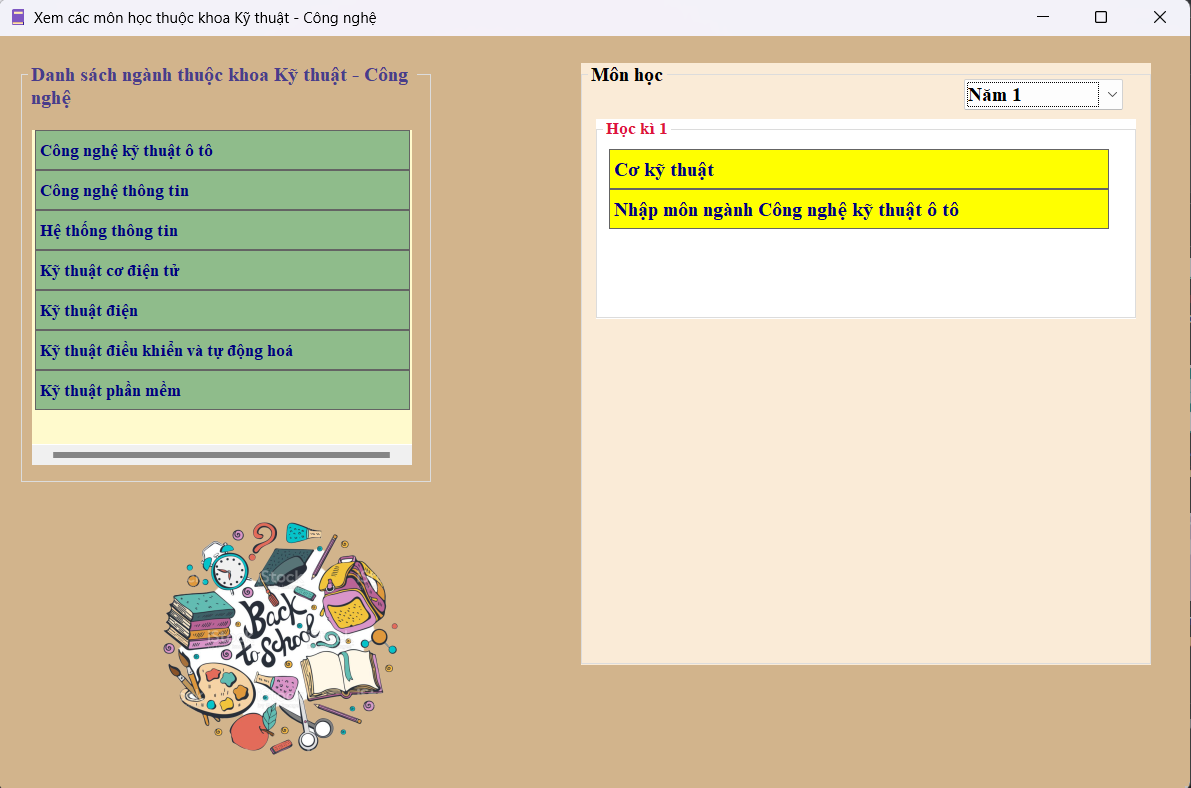 Xem các môn học thuộc khoa Kỹ thuật - Công nghệ
Danh sách ngành thuộc khoa Kỹ thuật - Công
nghệ
Công nghệ kỹ thuật ô tô
Công nghệ thông tin
Hệ thống thông tin
Kỹ thuật cơ điện tử
Kỹ thuật điện
Kỹ thuật điều khiển và tự động hoá
Kỹ thuật phần mềm
Môn học
Năm 1
Học kì 1
Cơ kỹ thuật
Nhập môn ngành Công nghệ kỹ thuật ô tô
Stock
Back
to School